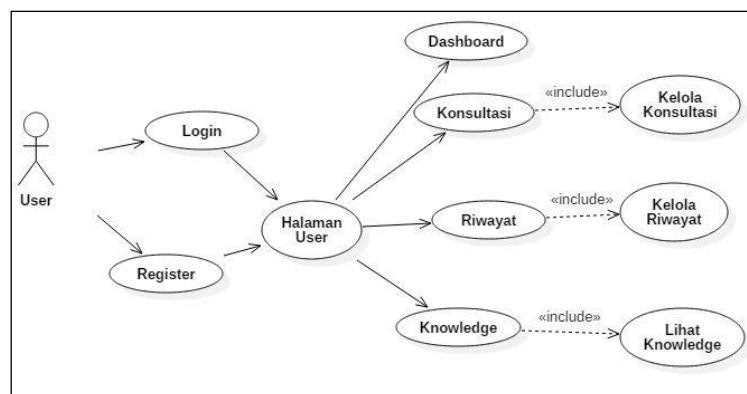 Dashboard
«include»
Kelola
Konsultasi
Konsultasi
Login
User
Halaman
User
Riwayat
«include»
Kelola
Riwayat
Register
Knowledge
«include»
Lihat
Knowledge